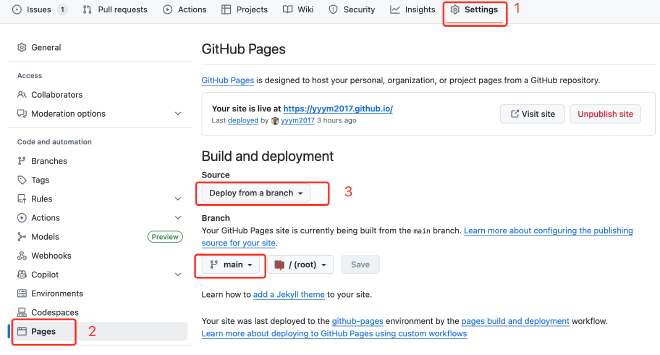 Issues 1 Pull requests Actions Projects Wiki Security Insights Settings 1
General
Access
Collaborators
Moderation options
Code and automation
Branches
Tags
Rules
Actions
Models Preview
Webhooks
Copilot
Environments
Codespaces
Pages 2
GitHub Pages
GitHub Pages is designed to host your personal, organization, or project pages from a GitHub repository.
Your site is live at https://yyym2017.github.io/
Last deployed by yyym2017 3 hours ago
Visit site Unpublish site
Build and deployment
Source
Deploy from a branch 3
Branch
Your GitHub Pages site is currently being built from the main branch. Learn more about configuring the publishing
source for your site.
main / (root) Save
Learn how to add a Jekyll theme to your site.
Your site was last deployed to the github-pages environment by the pages build and deployment workflow.
Learn more about deploying to GitHub Pages using custom workflows